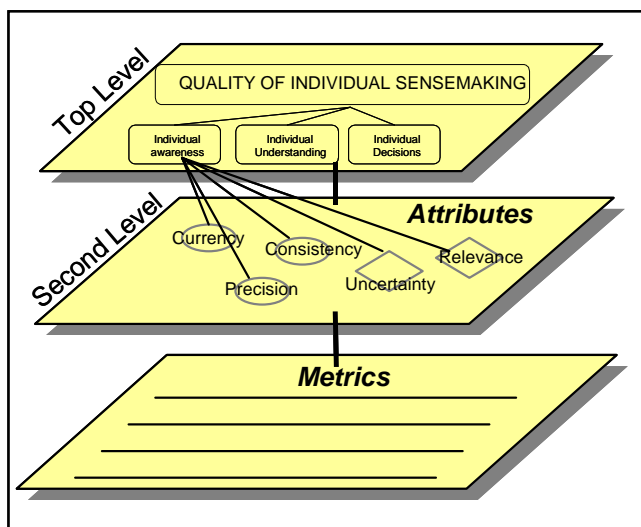 Top Level
QUALITY OF INDIVIDUAL SENSEMAKING
Individual
awareness
Individual
Understanding
Individual
Decisions
Second Level
Attributes
Currency
Consistency
Relevance
Precision
Uncertainty
Metrics